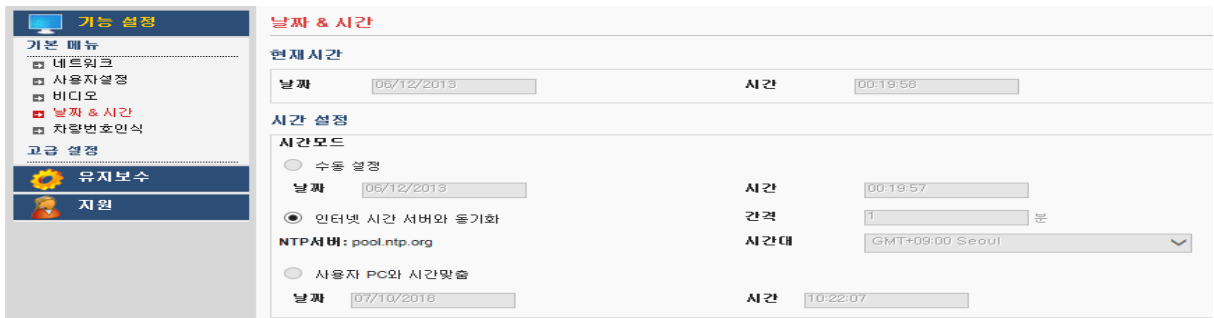 기능 설정
기본 메뉴
네트워크
사용자설정
비디오
날짜 & 시간
차량번호인식
고급 설정
유지보수
지원
날짜 & 시간
현재시간
날짜 06/12/2013 시간 00:19:58
시간 설정
시간모드
수동 설정
날짜 06/12/2013 시간 00:19:57
인터넷 시간 서버와 동기화 간격 1 분
NTP서버: pool.ntp.org 시간대 GMT+09:00 Seoul
사용자 PC와 시간맞춤
날짜 07/10/2018 시간 10:22:07